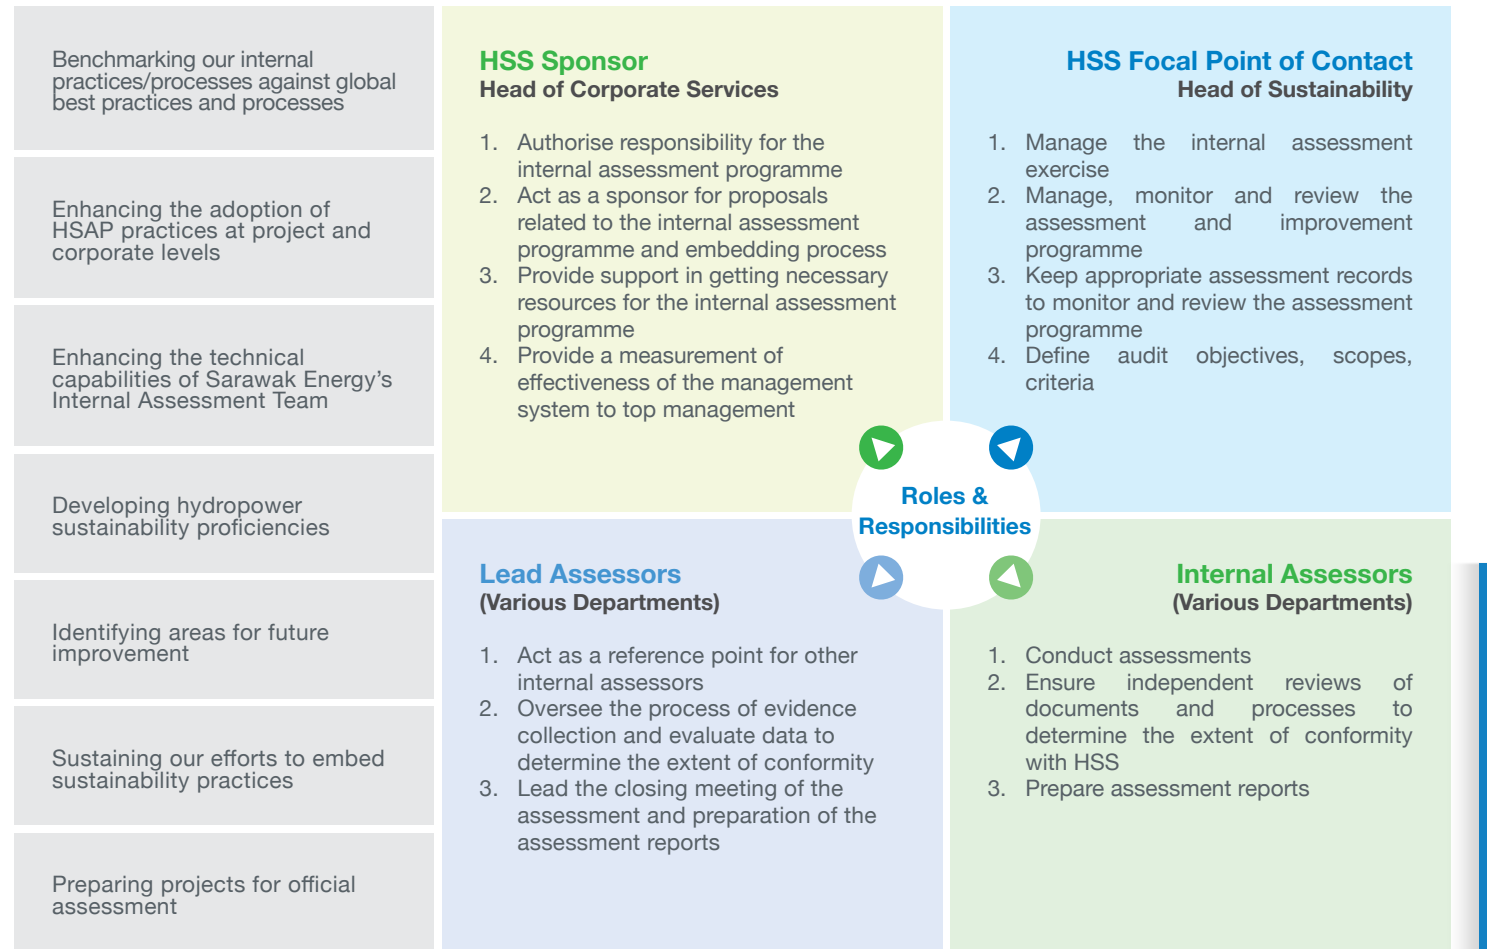 Benchmarking our internal
practices/processes against global
best practices and processes
Enhancing the adoption of
HSAP practices at project and
corporate levels
Enhancing the technical
capabilities of Sarawak Energy's
Internal Assessment Team
Developing hydropower
sustainability proficiencies
Identifying areas for future
improvement
Sustaining our efforts to embed
sustainability practices
Preparing projects for official
assessment
HSS Sponsor
Head of Corporate Services
1. Authorise responsibility for the
internal assessment programme
2. Act as a sponsor for proposals
related to the internal assessment
programme and embedding process
3. Provide support in getting necessary
resources for the internal assessment
programme
4. Provide a measurement of
effectiveness of the management
system to top management
HSS Focal Point of Contact
Head of Sustainability
1. Manage the internal assessment
exercise
2. Manage, monitor and review the
assessment and improvement
programme
3. Keep appropriate assessment records
to monitor and review the assessment
programme
4. Define audit objectives, scopes,
criteria
Roles &
Responsibilities
Lead Assessors
(Various Departments)
1. Act as a reference point for other
internal assessors
2. Oversee the process of evidence
collection and evaluate data to
determine the extent of conformity
3. Lead the closing meeting of the
assessment and preparation of the
assessment reports
Internal Assessors
(Various Departments)
1. Conduct assessments
2. Ensure independent reviews of
documents and processes to
determine the extent of conformity
with HSS
3. Prepare assessment reports